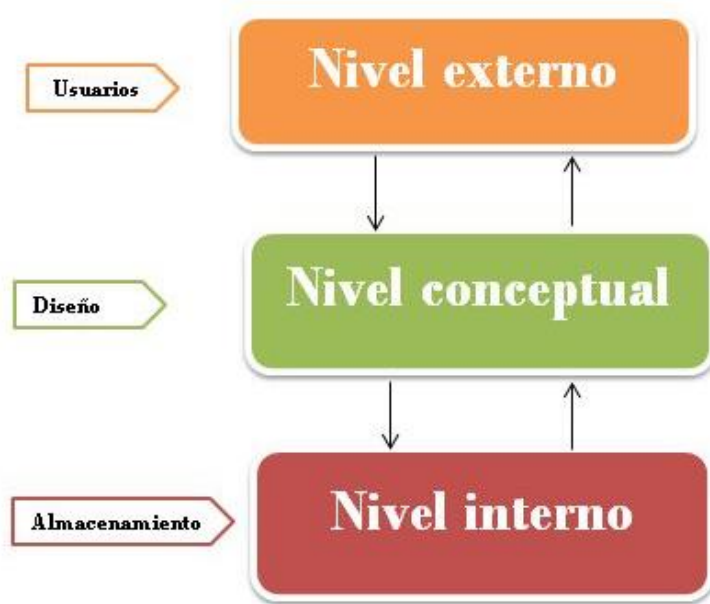 Usuarios
Nivel externo
Diseño
Nivel conceptual
Almacenamiento
Nivel interno